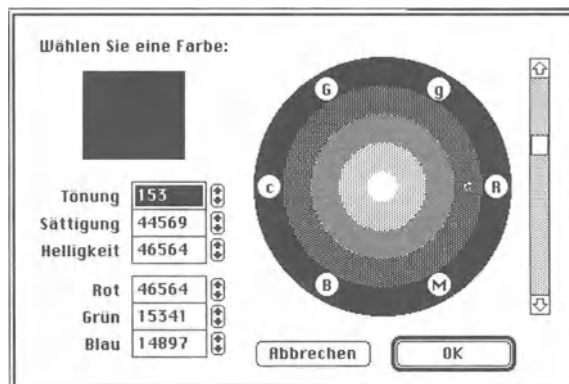 Wählen Sie eine Farbe:
G
g
c
R
B
M
Tönung 153
Sättigung 44569
Helligkeit 46564
Rot 46564
Grün 15341
Blau 14897
Abbrechen
OK